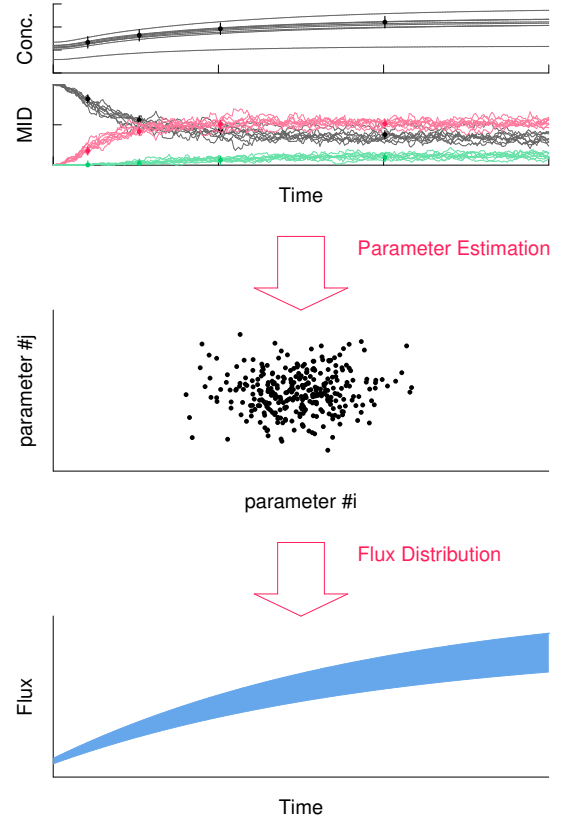 Conc.
MID
Time
Parameter Estimation
parameter #j
parameter #i
Flux Distribution
Flux
Time